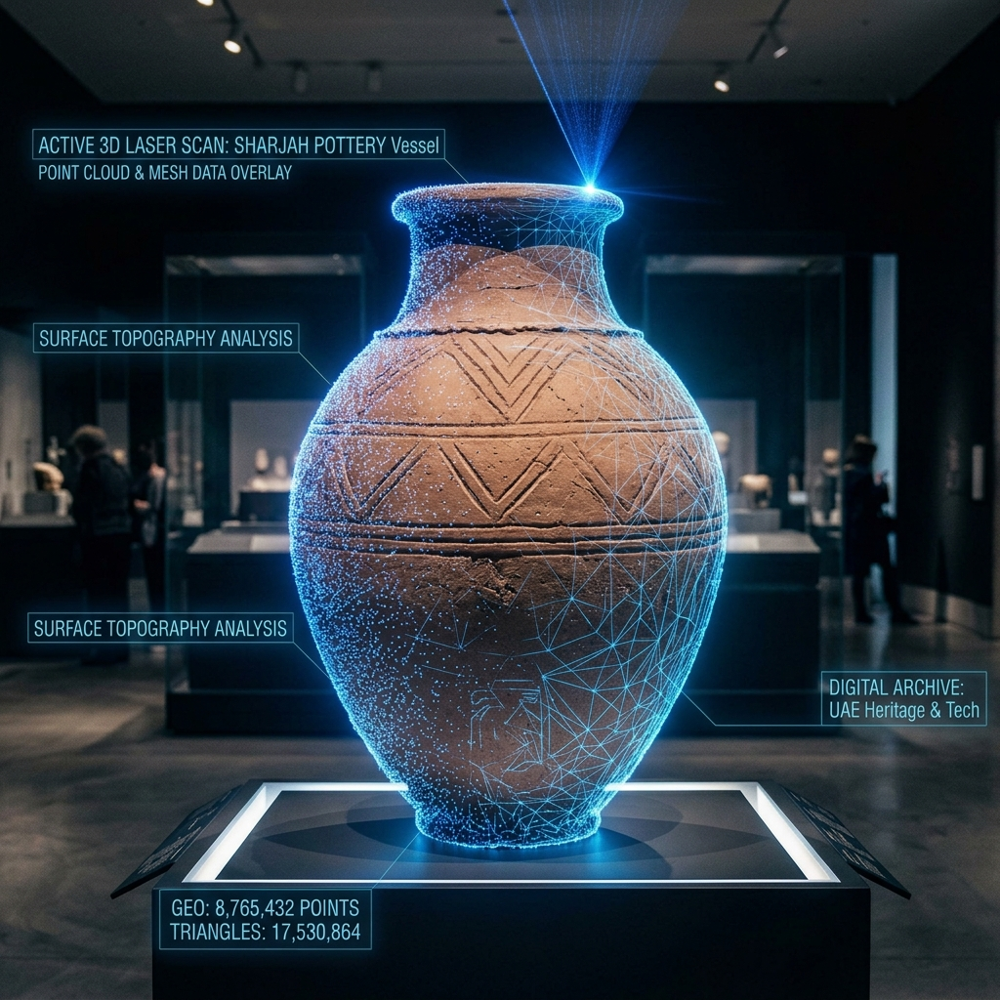 ACTIVE 3D LASER SCAN: SHARJAH POTTERY Vessel
POINT CLOUD & MESH DATA OVERLAY
SURFACE TOPOGRAPHY ANALYSIS
SURFACE TOPOGRAPHY ANALYSIS
DIGITAL ARCHIVE:
UAE Heritage & Tech
GEO: 8,765,432 POINTS
TRIANGLES: 17,530,864